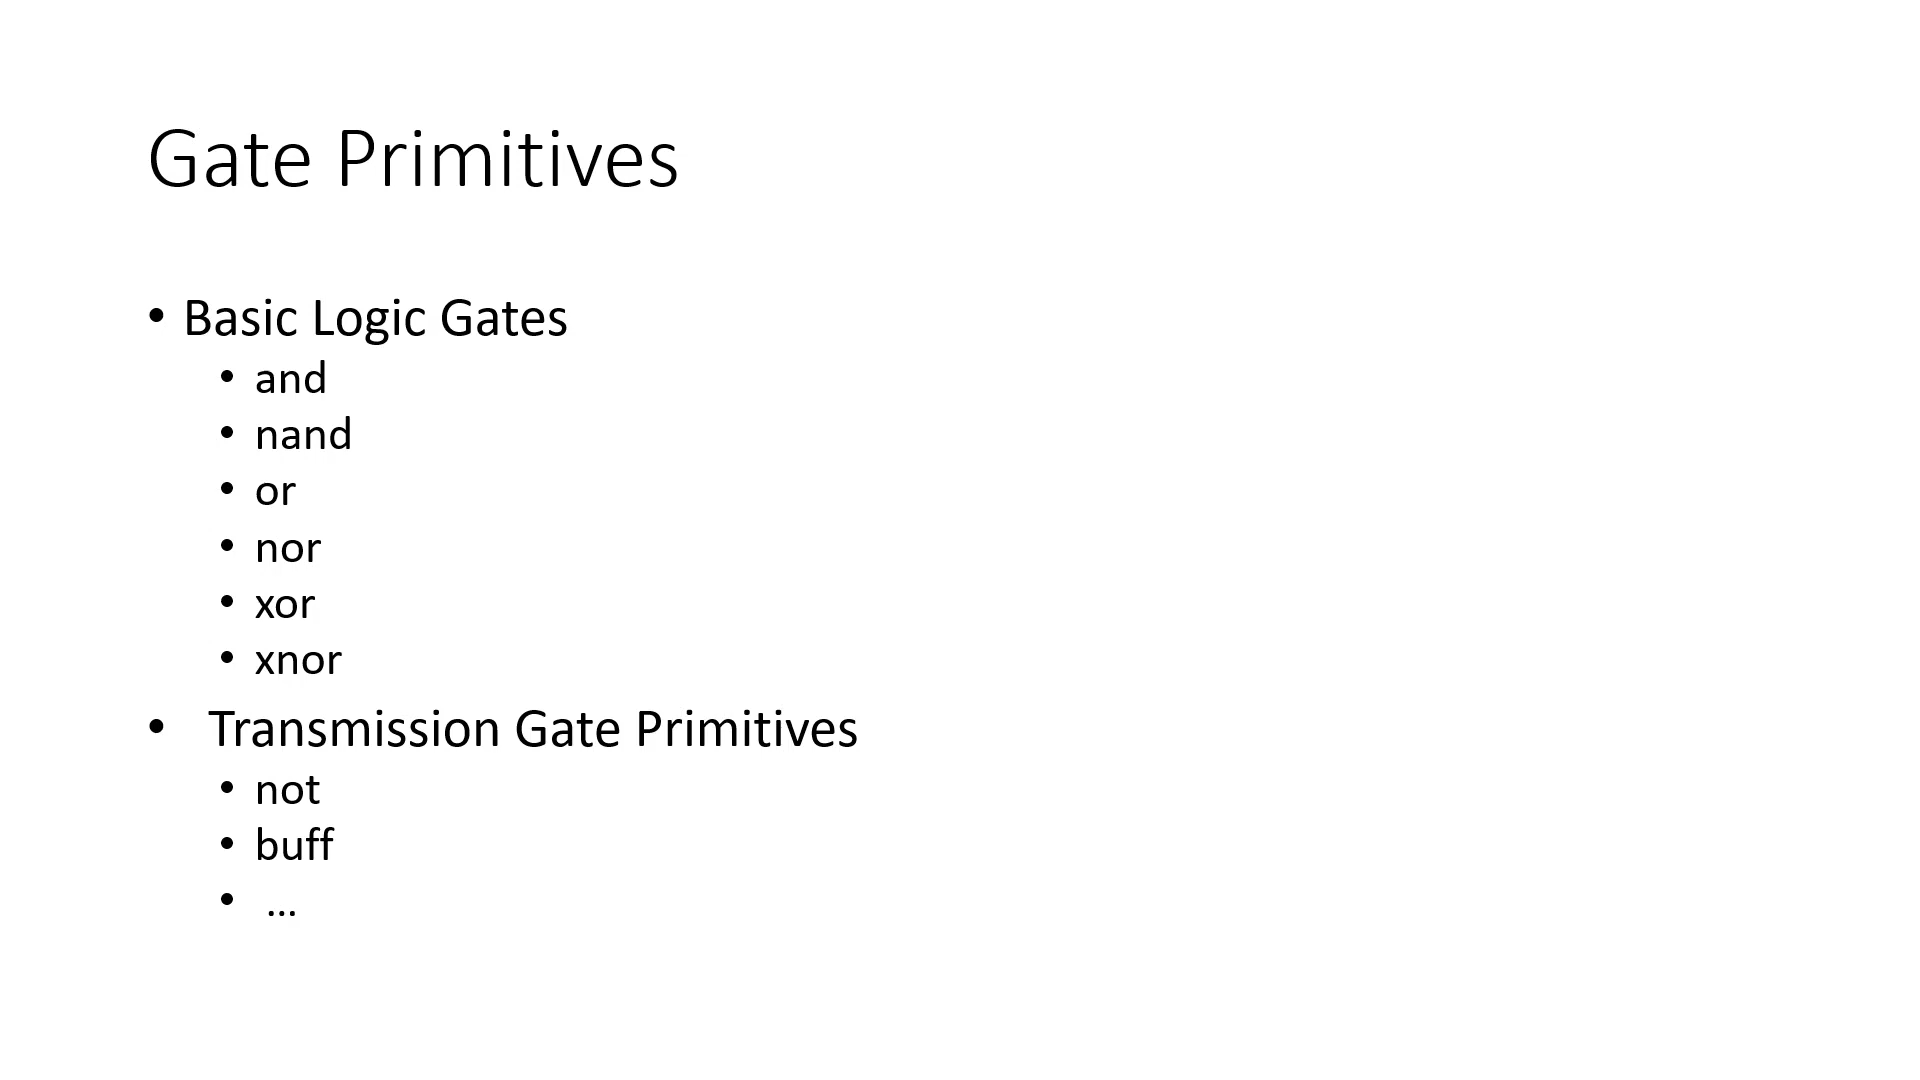 Gate Primitives
• Basic Logic Gates
• and
• nand
• or
• nor
• xor
• xnor
• Transmission Gate Primitives
• not
• buff
• ...